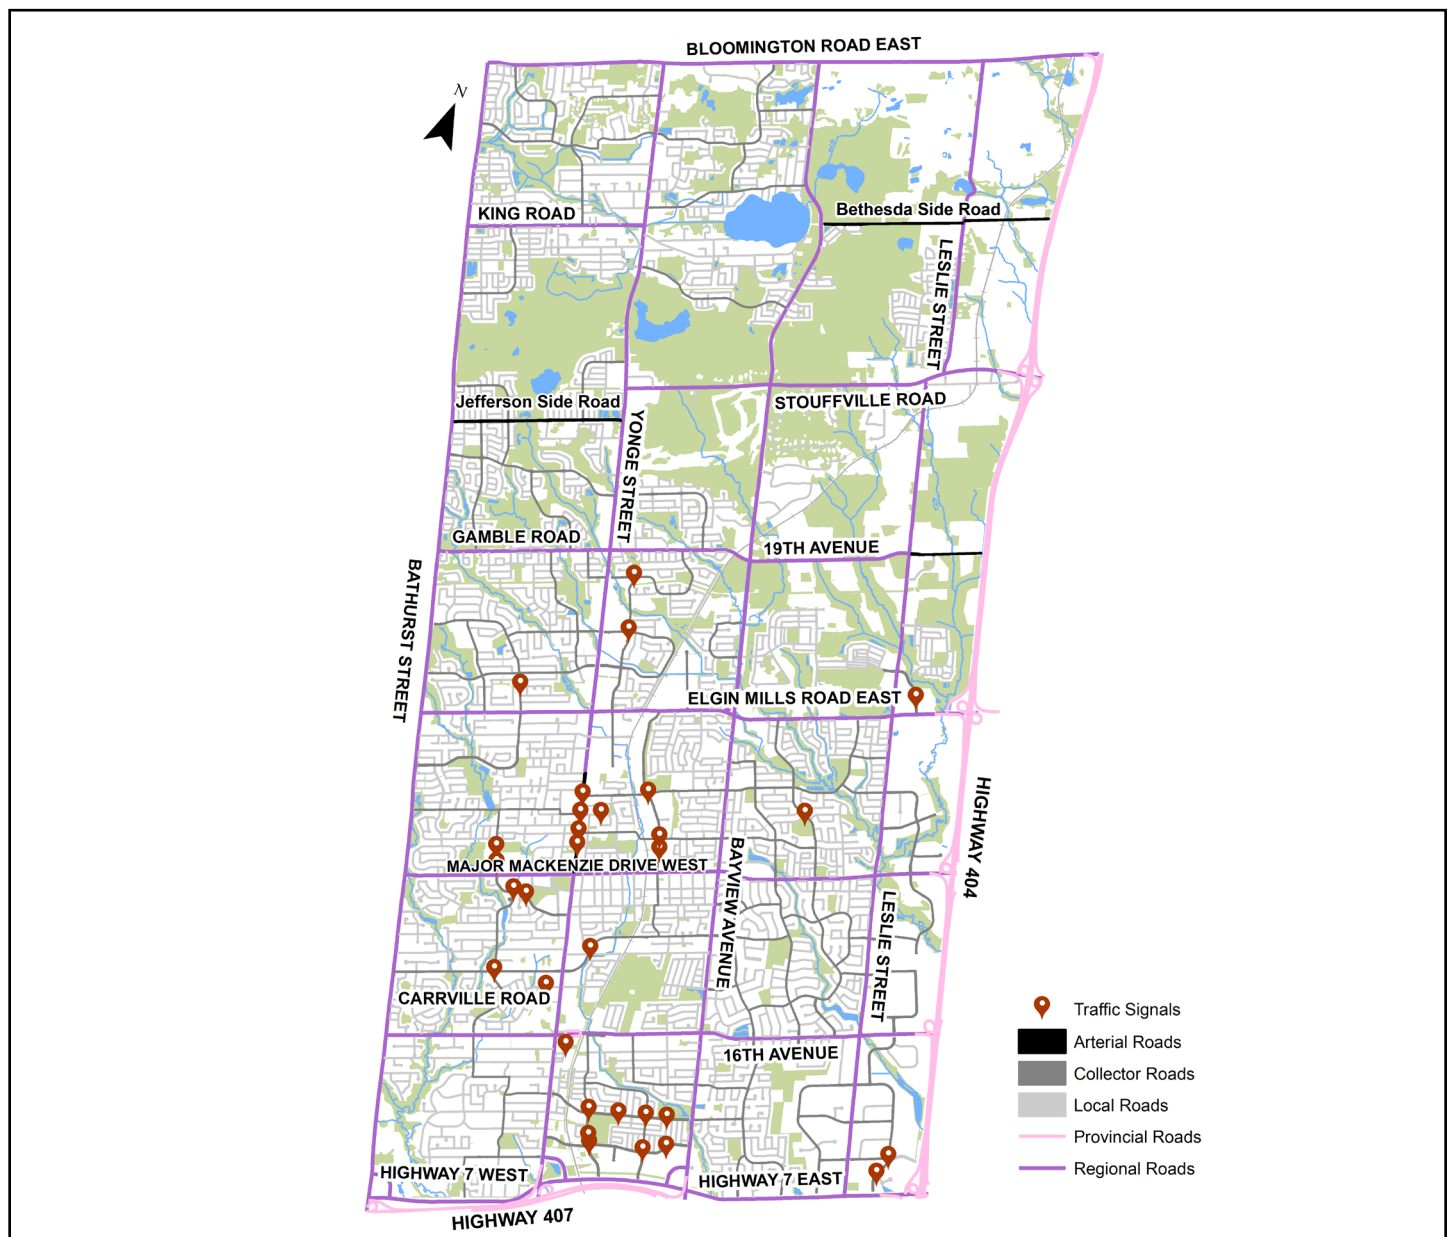 BLOOMINGTON ROAD EAST
N
KING ROAD
Bethesda Side Road
LESLIE STREET
Jefferson Side Road
STOUFFVILLE ROAD
YONGE STREET
GAMBLE ROAD
19TH AVENUE
BATHURST STREET
ELGIN MILLS ROAD EAST
HIGHWAY 404
MAJOR MACKENZIE DRIVE WEST
BAYVIEW AVENUE
LESLIE STREET
CARRVILLE ROAD
16TH AVENUE
HIGHWAY 7 WEST
HIGHWAY 7 EAST
HIGHWAY 407
Traffic Signals
Arterial Roads
Collector Roads
Local Roads
Provincial Roads
Regional Roads